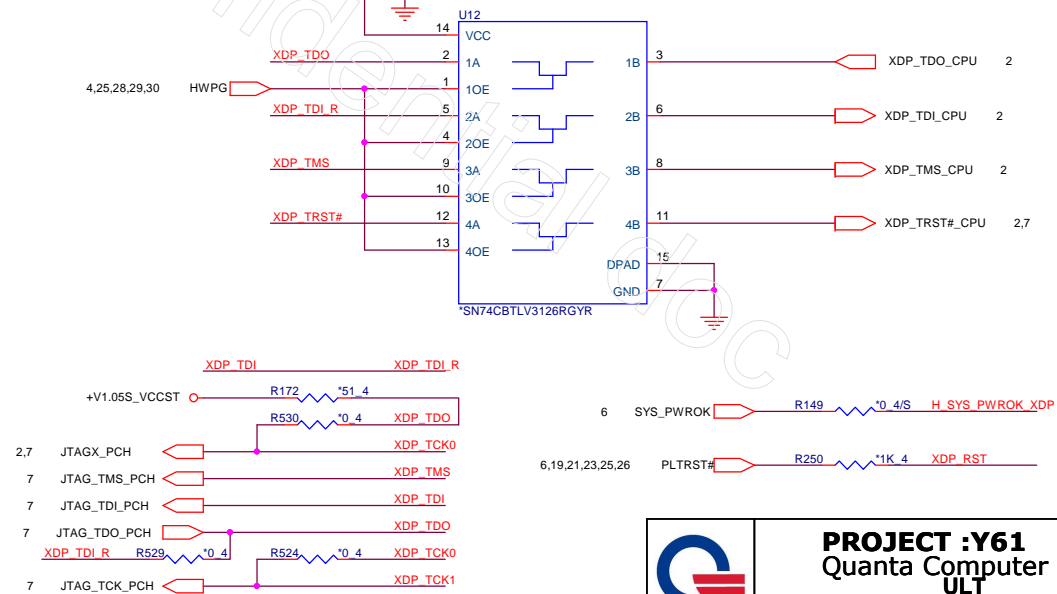 U12
14 VCC
XDP_TDO 2 1A 1B 3 XDP_TDO_CPU 2
4,25,28,29,30 HWPG 1 1OE
XDP_TDI_R 5 2A 2B 6 XDP_TDI_CPU 2
4 2OE
XDP_TMS 9 3A 3B 8 XDP_TMS_CPU 2
10 3OE
XDP_TRST# 12 4A 4B 11 XDP_TRST#_CPU 2,7
13 4OE
DPAD 15
GND 7
*SN74CBTLV3126RGYR
XDP_TDI XDP_TDI_R
+V1.05S_VCCST R172 *51_4
R530 *0_4 XDP_TDO
2,7 JTAGX_PCH XDP_TCK0
7 JTAG_TMS_PCH XDP_TMS
7 JTAG_TDI_PCH XDP_TDI
7 JTAG_TDO_PCH XDP_TDO
XDP_TDI_R R529 *0_4 R524 *0_4 XDP_TCK0
7 JTAG_TCK_PCH XDP_TCK1
6 SYS_PWROK R149 *0_4/S H_SYS_PWROK_XDP
6,19,21,23,25,26 PLTRST# R250 *1K_4 XDP_RST
PROJECT :Y61
Quanta Computer
ULT
nfidential doc